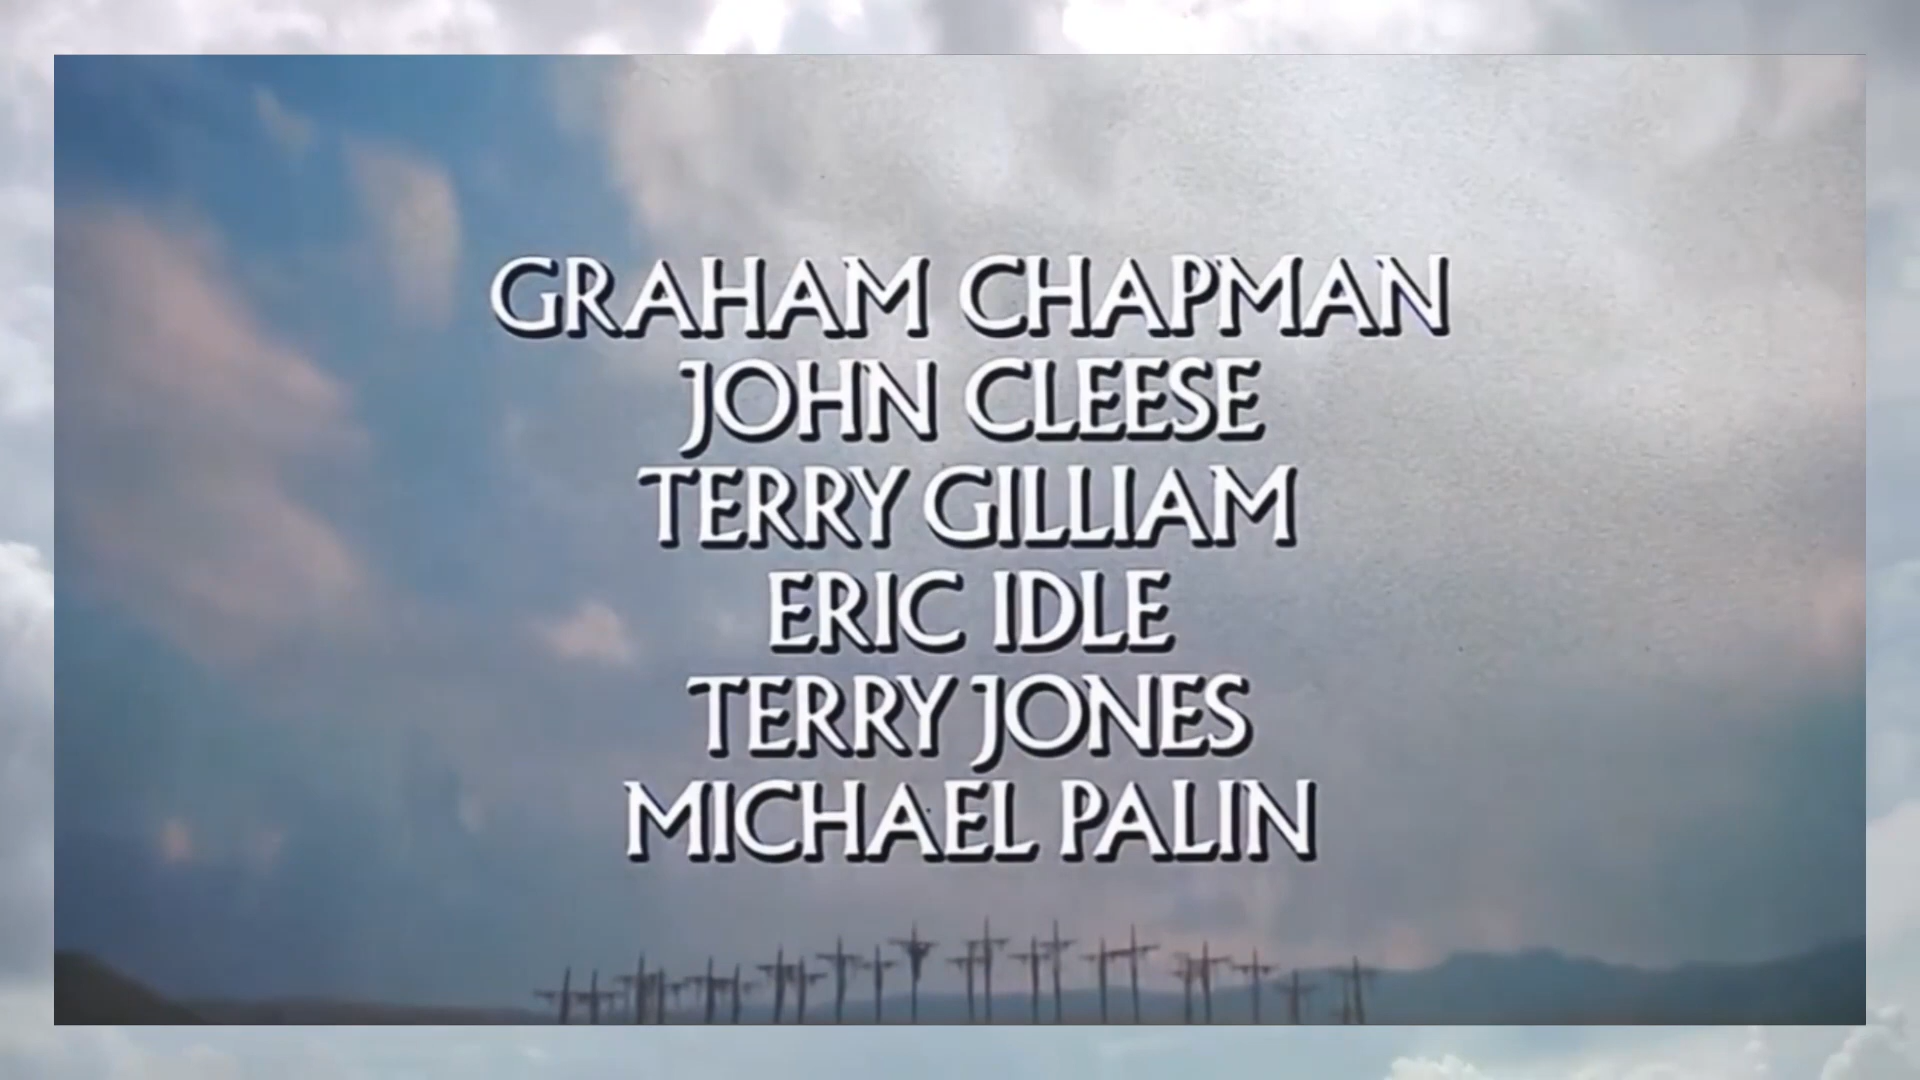 GRAHAM CHAPMAN
JOHN CLEESE
TERRY GILLIAM
ERIC IDLE
TERRY JONES
MICHAEL PALIN